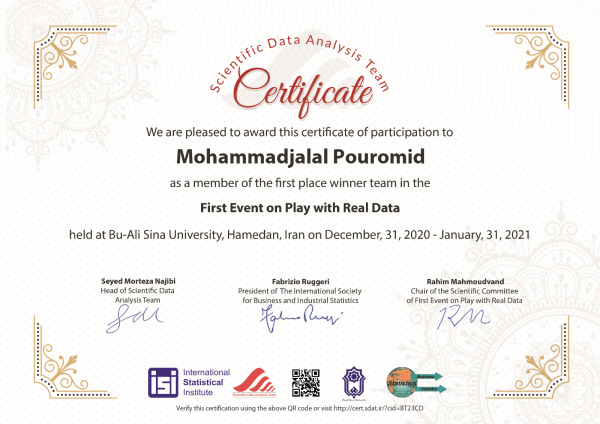 Scientific Data Analysis Team
Certificate
We are pleased to award this certificate of participation to
Mohammadjalal Pouromid
as a member of the first place winner team in the
First Event on Play with Real Data
held at Bu-Ali Sina University, Hamedan, Iran on December, 31, 2020 - January, 31, 2021
Seyed Morteza Najibi
Head of Scientific Data
Analysis Team
Fabrizio Ruggeri
President of The International Society
for Business and Industrial Statistics
Rahim Mahmoudvand
Chair of the Scientific Committee
of First Event on Play with Real Data
isi
International
Statistical
Institute
Scientific Data Analysis Team
Statistics
Verify this certification using the above QR code or visit http://cert.sdat.ir/?cid=BT23CD